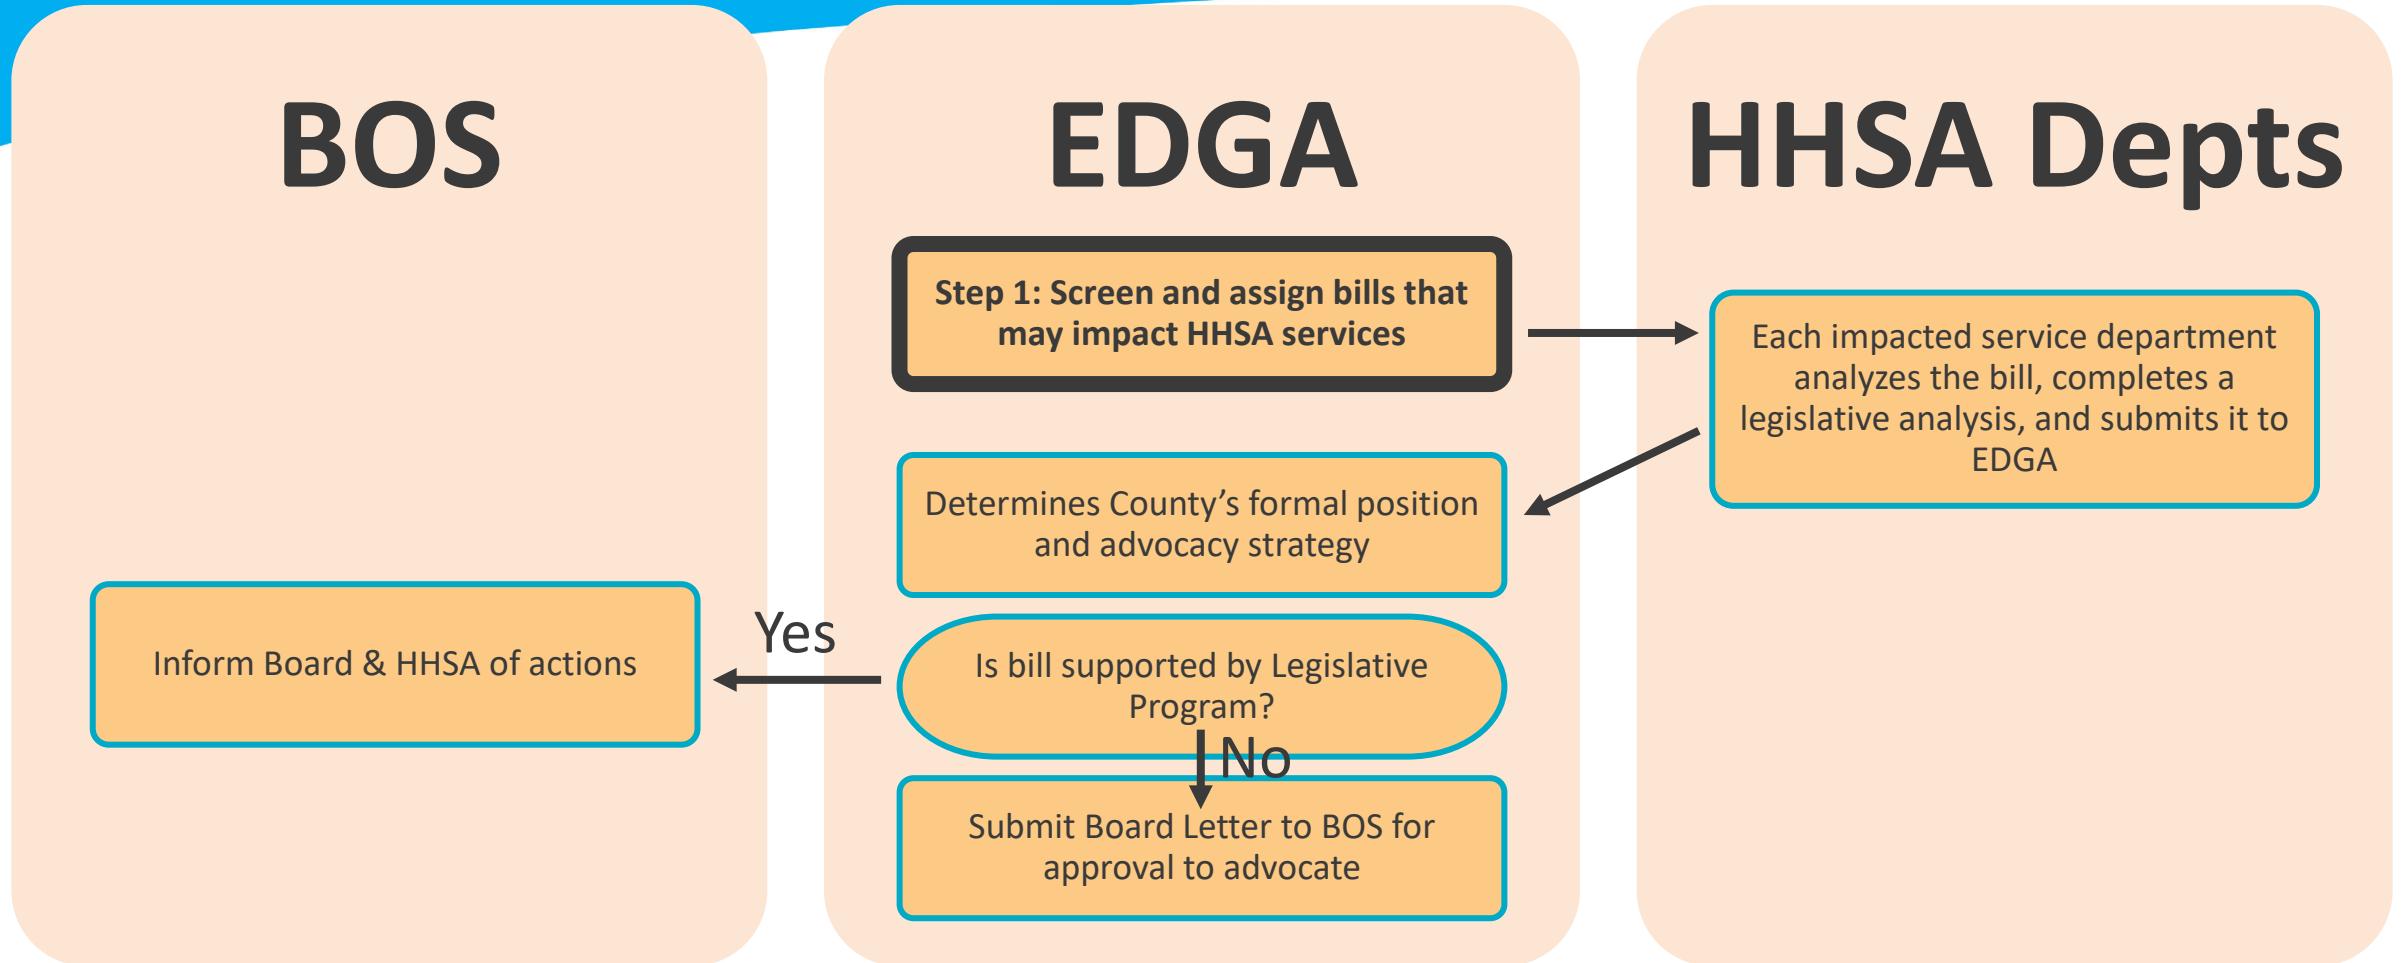 BOS
EDGA
HHSA Depts
Step 1: Screen and assign bills that
may impact HHSA services
Each impacted service department
analyzes the bill, completes a
legislative analysis, and submits it to
EDGA
Determines County’s formal position
and advocacy strategy
Is bill supported by Legislative
Program?
Yes
Inform Board & HHSA of actions
No
Submit Board Letter to BOS for
approval to advocate